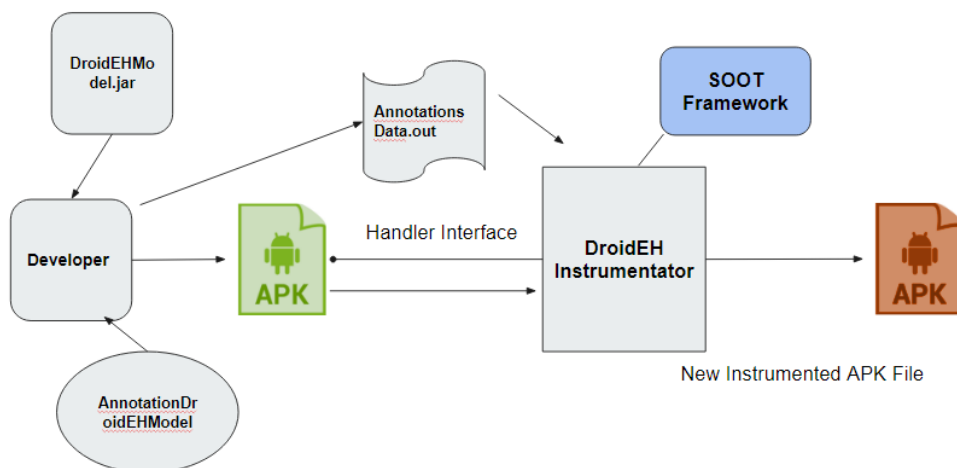 DroidEHMo
del.jar
Annotations
Data.out
SOOT
Framework
Developer
APK
Handler Interface
DroidEH
Instrumentator
APK
New Instrumented APK File
AnnotationDr
oidEHModel